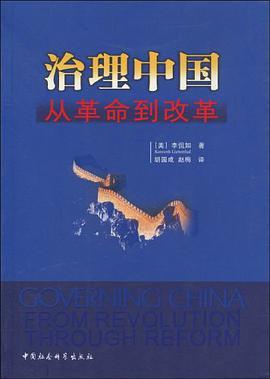 治理中国
从革命到改革
[美] 李侃如 著
Kenneth Lieberthal
胡国成 赵梅 译
GOVERNING CHINA
FROM REVOLUTION
THROUGH REFORM
中国社会科学出版社